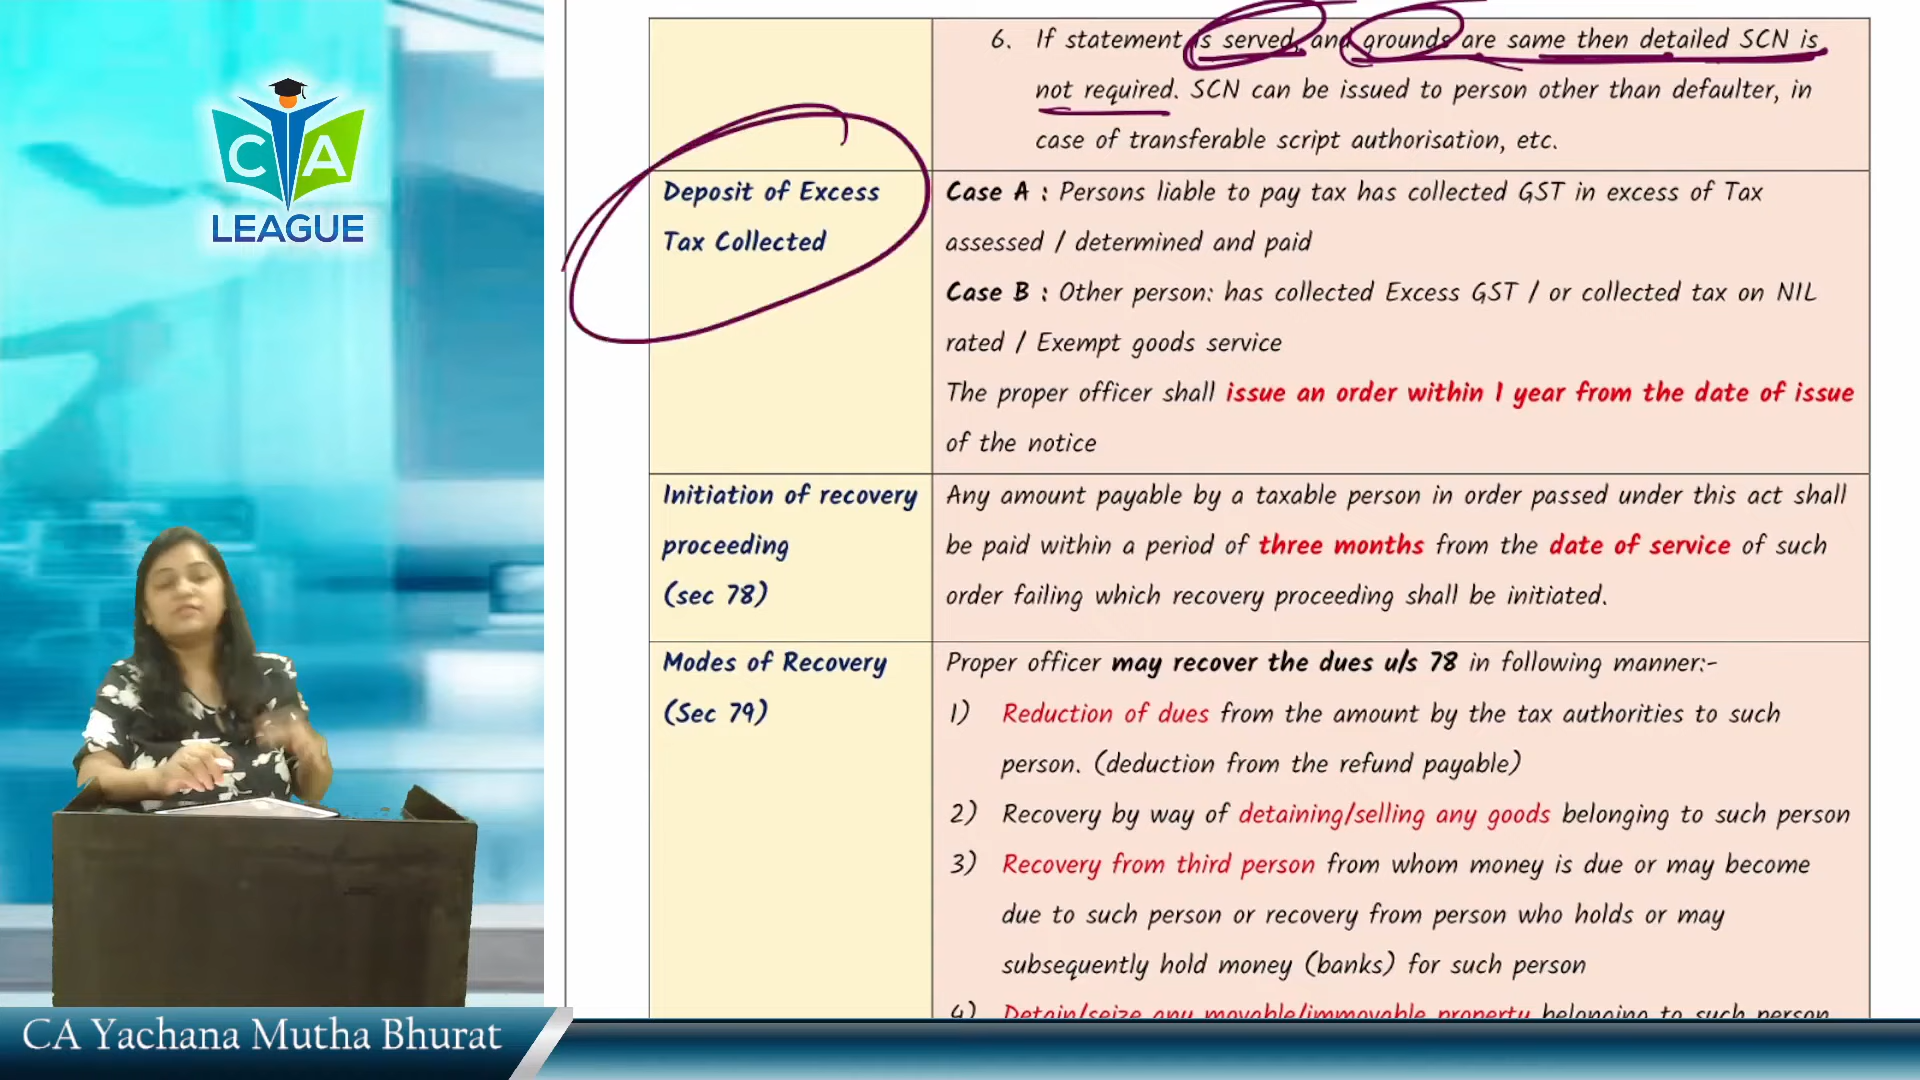 6. If statement is served, and grounds are same then detailed SCN is
not required. SCN can be issued to person other than defaulter, in
case of transferable script authorisation, etc.
CA
LEAGUE
Deposit of Excess
Tax Collected
Case A : Persons liable to pay tax has collected GST in excess of Tax
assessed / determined and paid
Case B : Other person: has collected Excess GST / or collected tax on NIL
rated / Exempt goods service
The proper officer shall issue an order within 1 year from the date of issue
of the notice
Initiation of recovery
proceeding
(sec 78)
Any amount payable by a taxable person in order passed under this act shall
be paid within a period of three months from the date of service of such
order failing which recovery proceeding shall be initiated.
Modes of Recovery
(Sec 79)
Proper officer may recover the dues u/s 78 in following manner:-
1) Reduction of dues from the amount by the tax authorities to such
person. (deduction from the refund payable)
2) Recovery by way of detaining/selling any goods belonging to such person
3) Recovery from third person from whom money is due or may become
due to such person or recovery from person who holds or may
subsequently hold money (banks) for such person
4) Detain/seize any movable/immovable property belonging to such person
CA Yachana Mutha Bhurat